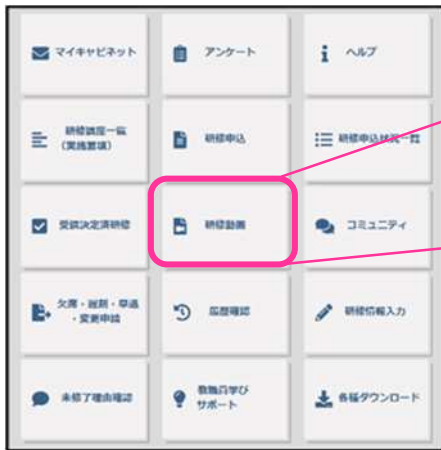 マイキャビネット
アンケート
ヘルプ
研修講座一覧
(実施要項)
研修申込
研修申込状況一覧
受講決定済研修
研修動画
コミュニティ
欠席・遅刻・早退
・変更申請
履歴確認
研修情報入力
未修了理由確認
教職員学び
サポート
各種ダウンロード